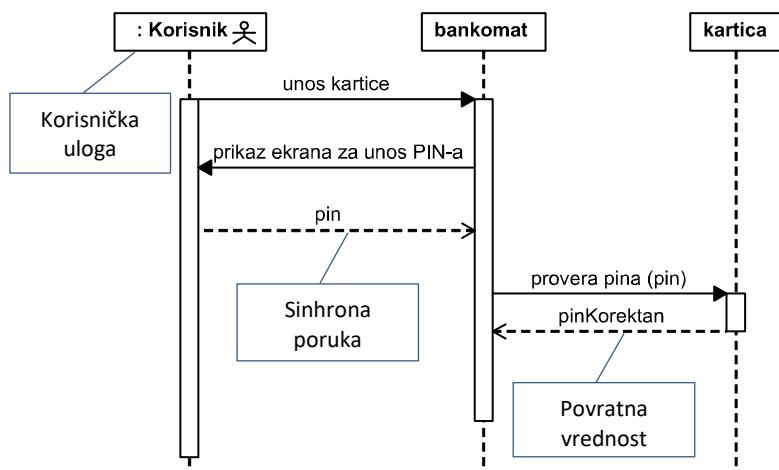 : Korisnik
bankomat
kartica
unos kartice
Korisnička
uloga
prikaz ekrana za unos PIN-a
pin
Sinhrona
poruka
provera pina (pin)
pinKorektan
Povratna
vrednost